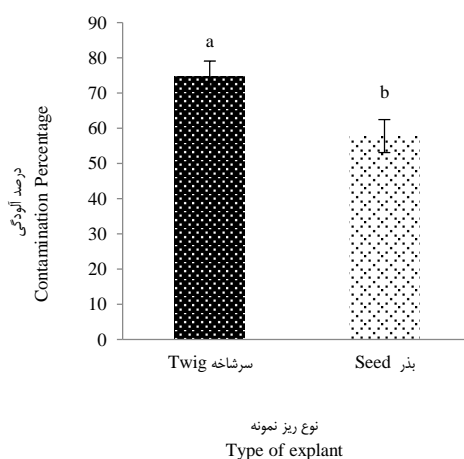 درصد آلودگی
Contamination Percentage
90
80
70
60
50
40
30
20
10
0
a
b
سرشاخه Twig
بذر Seed
نوع ریز نمونه
Type of explant